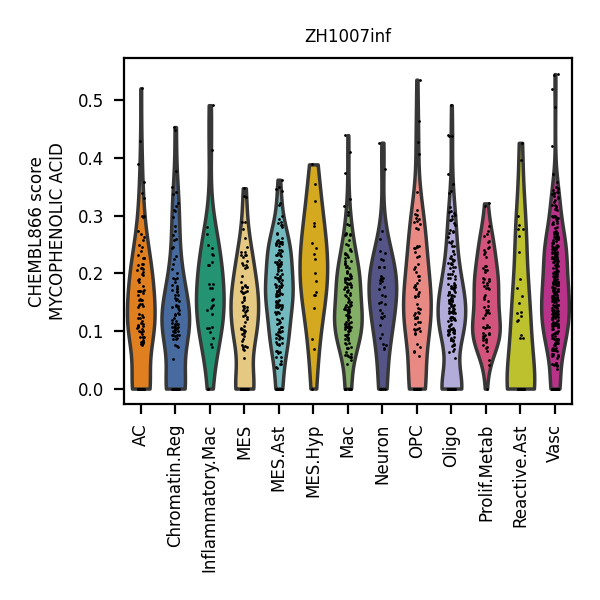 ZH1007inf
CHEMBL866 score
MYCOPHENOLIC ACID
0.5
0.4
0.3
0.2
0.1
0.0
AC
Chromatin.Reg
Inflammatory.Mac
MES
MES.Ast
MES.Hyp
Mac
Neuron
OPC
Oligo
Prolif.Metab
Reactive.Ast
Vasc